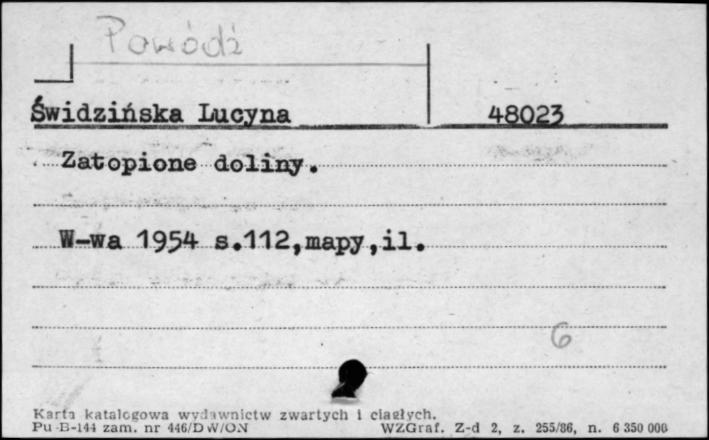 Powódź
Świdzińska Lucyna 48023
Zatopione doliny.
W-wa 1954 s.112,mapy,il.
6
Karta katalogowa wydawnictw zwartych i ciągłych.
Pu-B-144 zam. nr 446/DW/ON WZGraf. Z-d 2, z. 255/86, n. 6 350 000